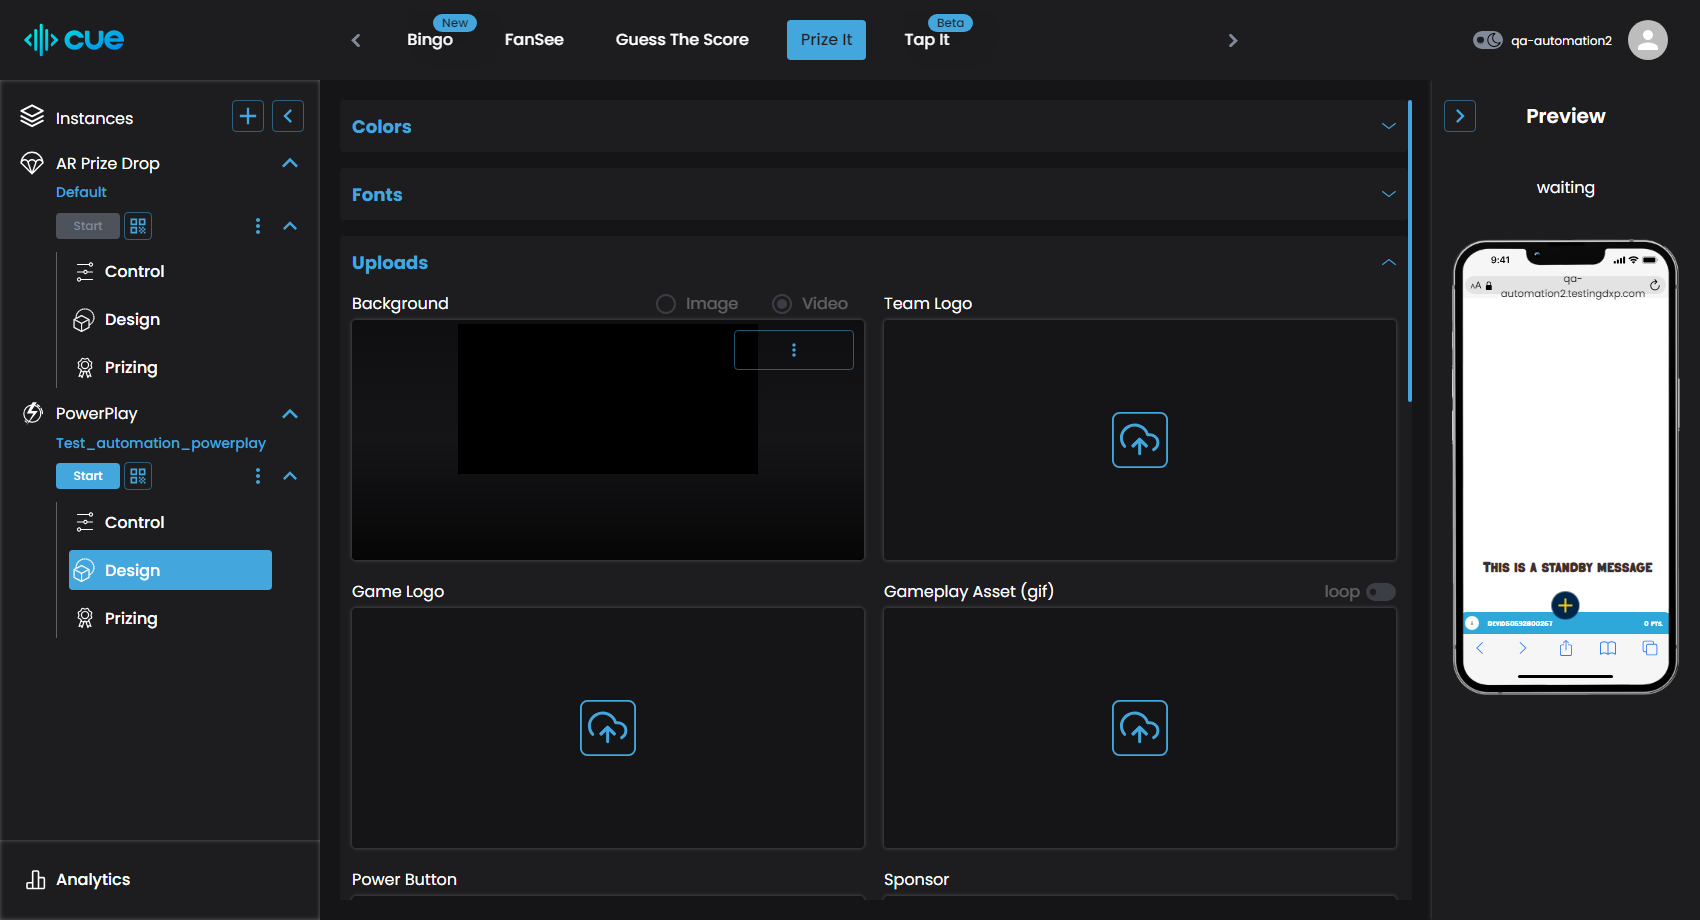 cue
New
Bingo
FanSee
Guess The Score
Prize It
Beta
Tap It
qa-automation2
Instances
AR Prize Drop
Default
Start
Control
Design
Prizing
PowerPlay
Test_automation_powerplay
Start
Control
Design
Prizing
Analytics
Colors
Fonts
Uploads
Background
Image
Video
Team Logo
Game Logo
Gameplay Asset (gif)
loop
Power Button
Sponsor
Preview
waiting
9:41
AA
qa-
automation2.testingdxp.com
THIS IS A STANDBY MESSAGE
0 PTS.